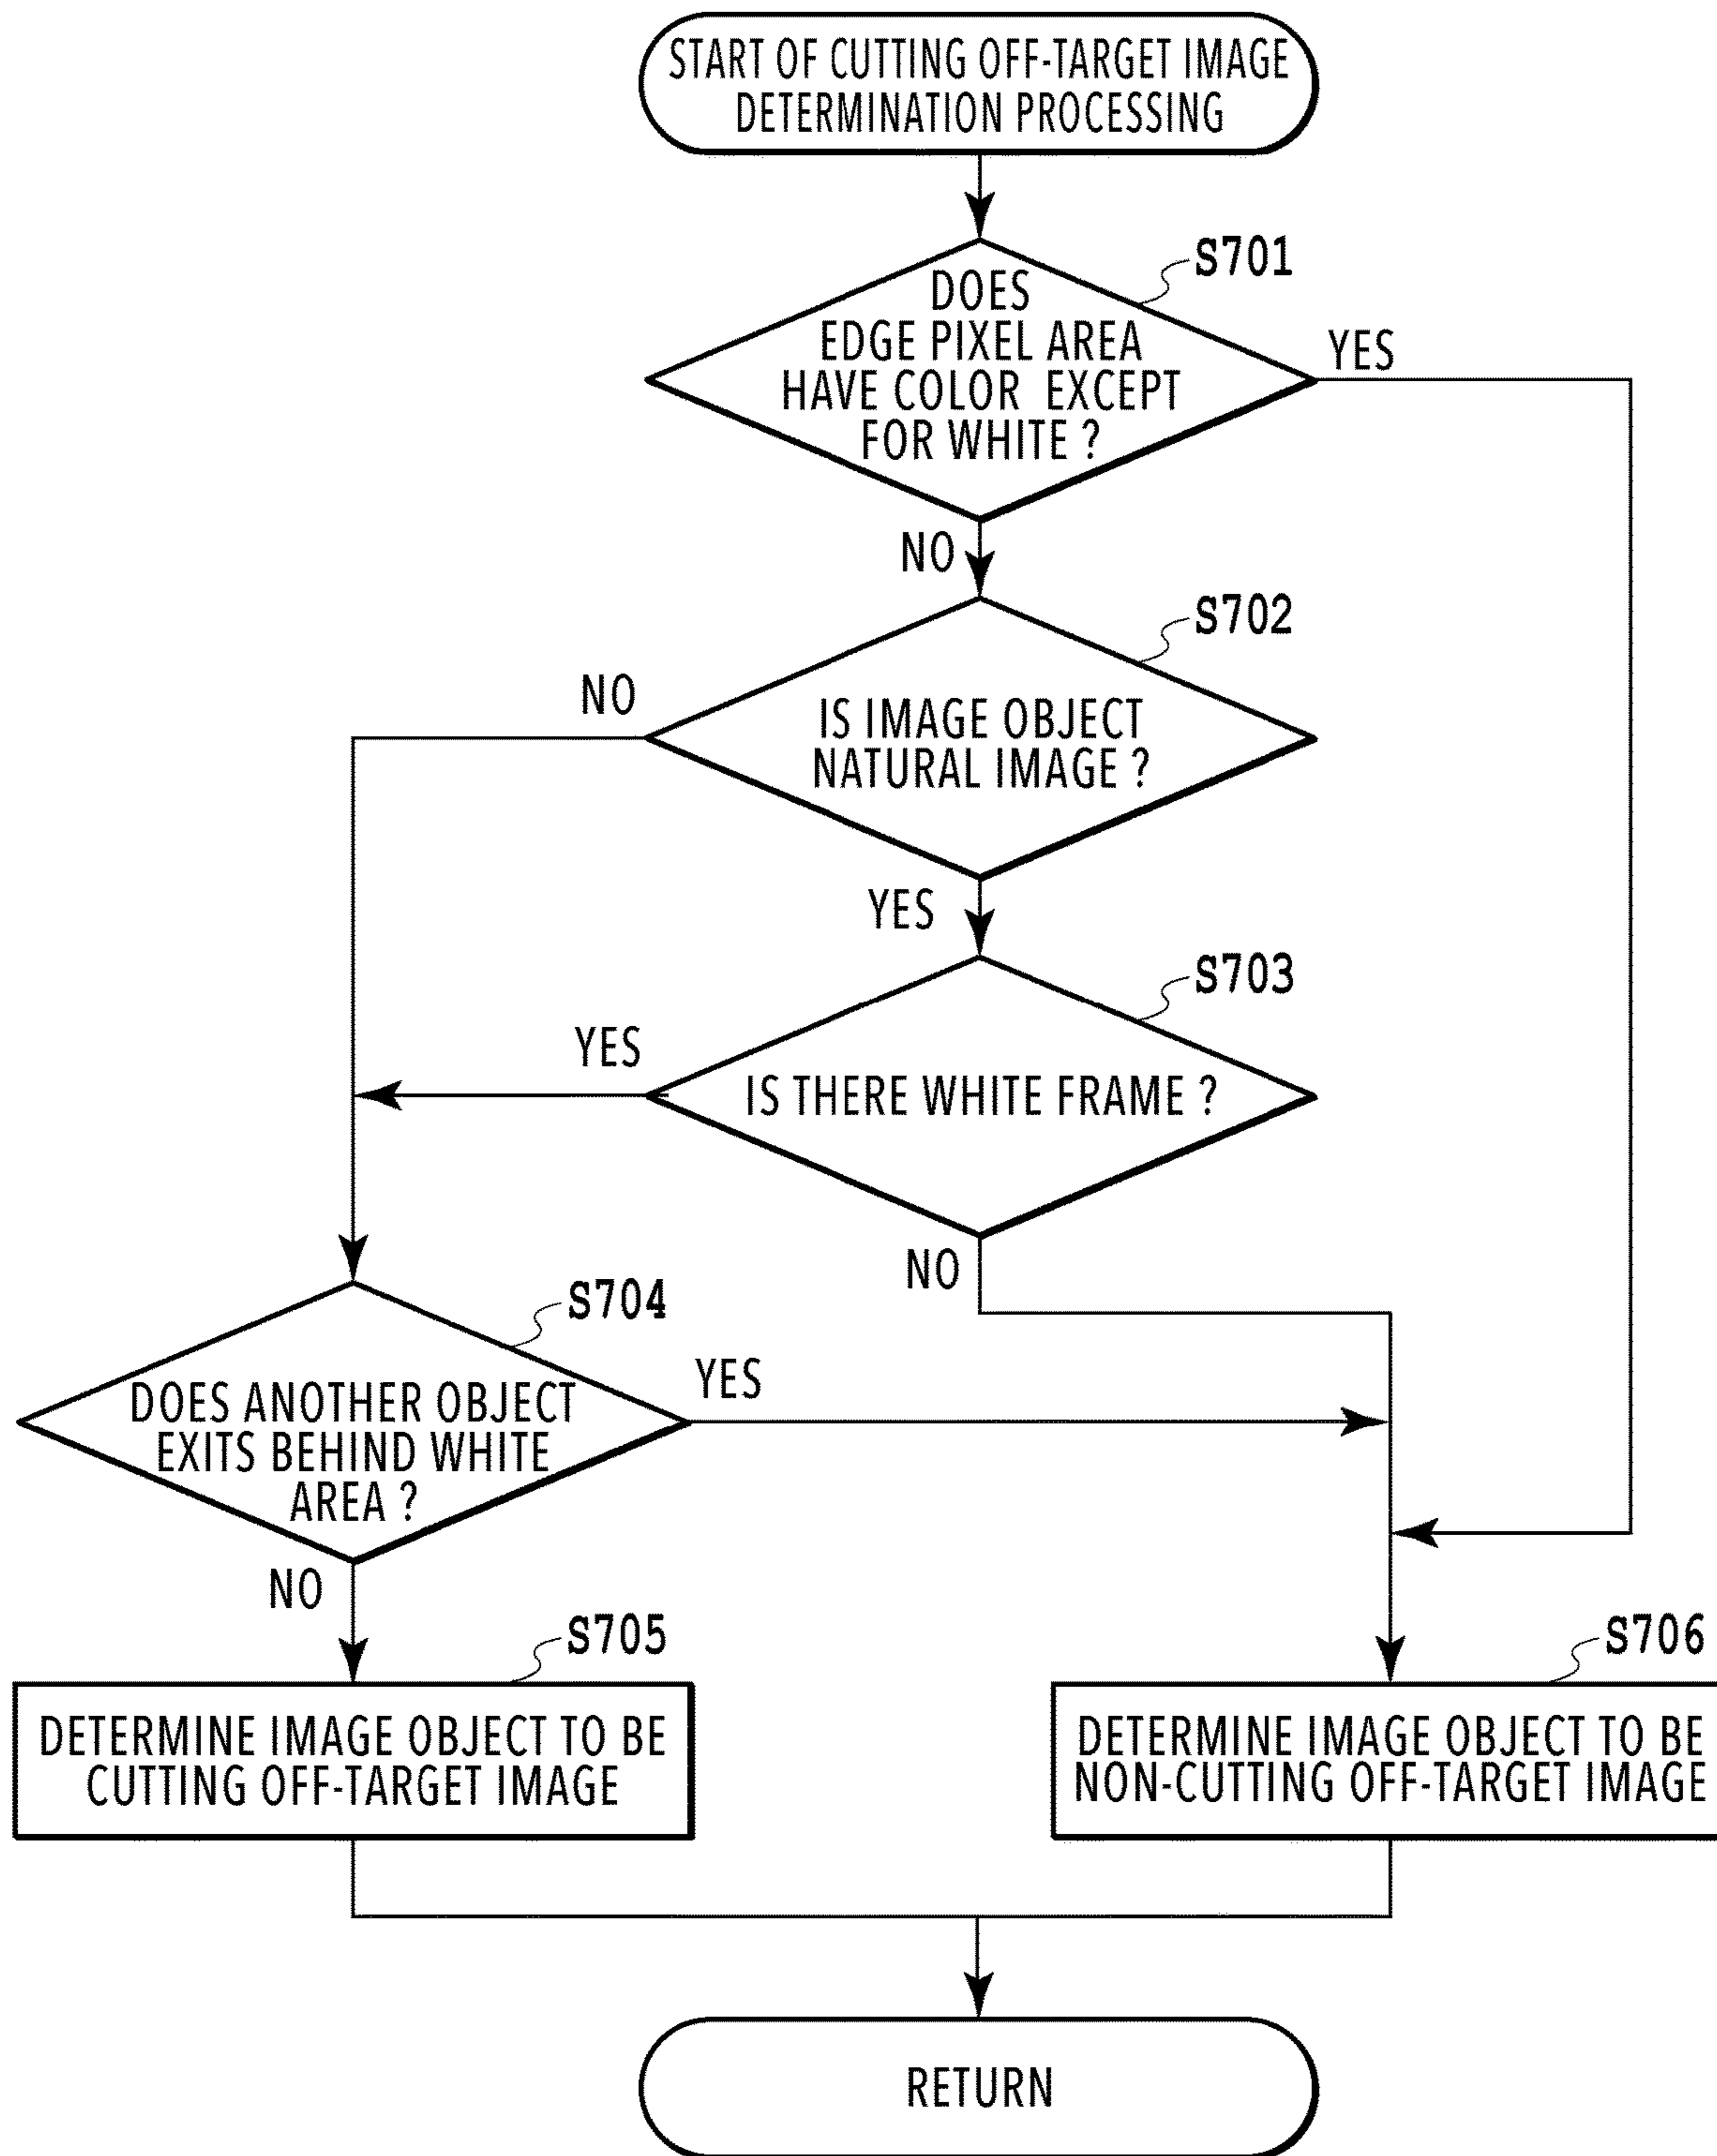 START OF CUTTING OFF-TARGET IMAGE
DETERMINATION PROCESSING
S701
DOES
EDGE PIXEL AREA
HAVE COLOR EXCEPT
FOR WHITE ?
YES
NO
S702
NO
IS IMAGE OBJECT
NATURAL IMAGE ?
YES
S703
YES
IS THERE WHITE FRAME ?
NO
S704
YES
DOES ANOTHER OBJECT
EXITS BEHIND WHITE
AREA ?
NO
S705
S706
DETERMINE IMAGE OBJECT TO BE
CUTTING OFF-TARGET IMAGE
DETERMINE IMAGE OBJECT TO BE
NON-CUTTING OFF-TARGET IMAGE
RETURN